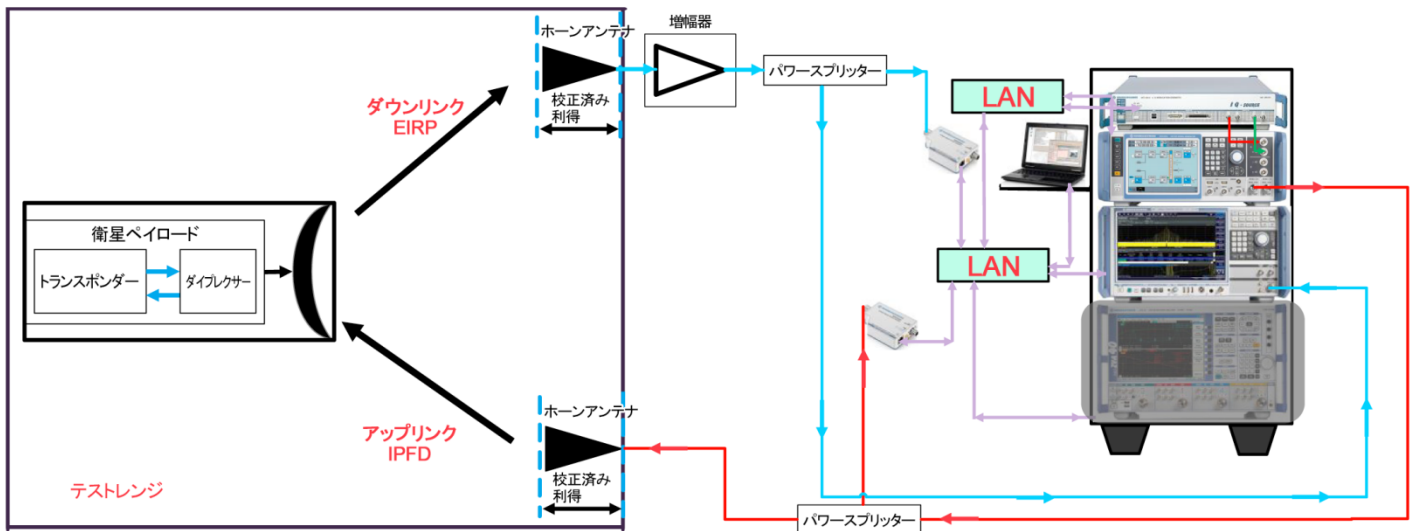 ホーンアンテナ
校正済み
利得
増幅器
パワースプリッター
LAN
ダウンリンク
EIRP
衛星ペイロード
トランスポンダー
ダイプレクサー
LAN
アップリンク
IPFD
ホーンアンテナ
校正済み
利得
テストレンジ
パワースプリッター